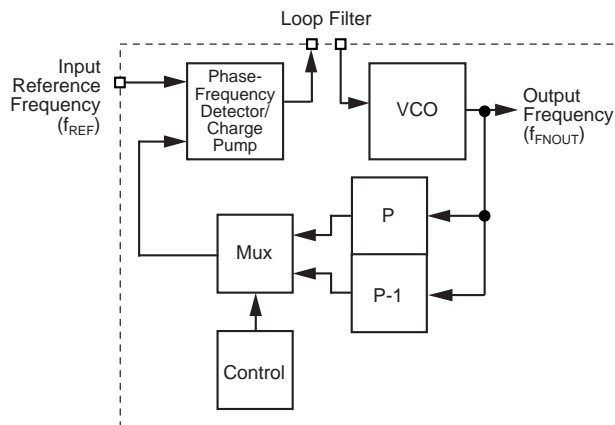 Loop Filter
Input
Reference
Frequency
(fREF)
Phase-
Frequency
Detector/
Charge
Pump
VCO
Output
Frequency
(fFNOUT)
P
Mux
P-1
Control